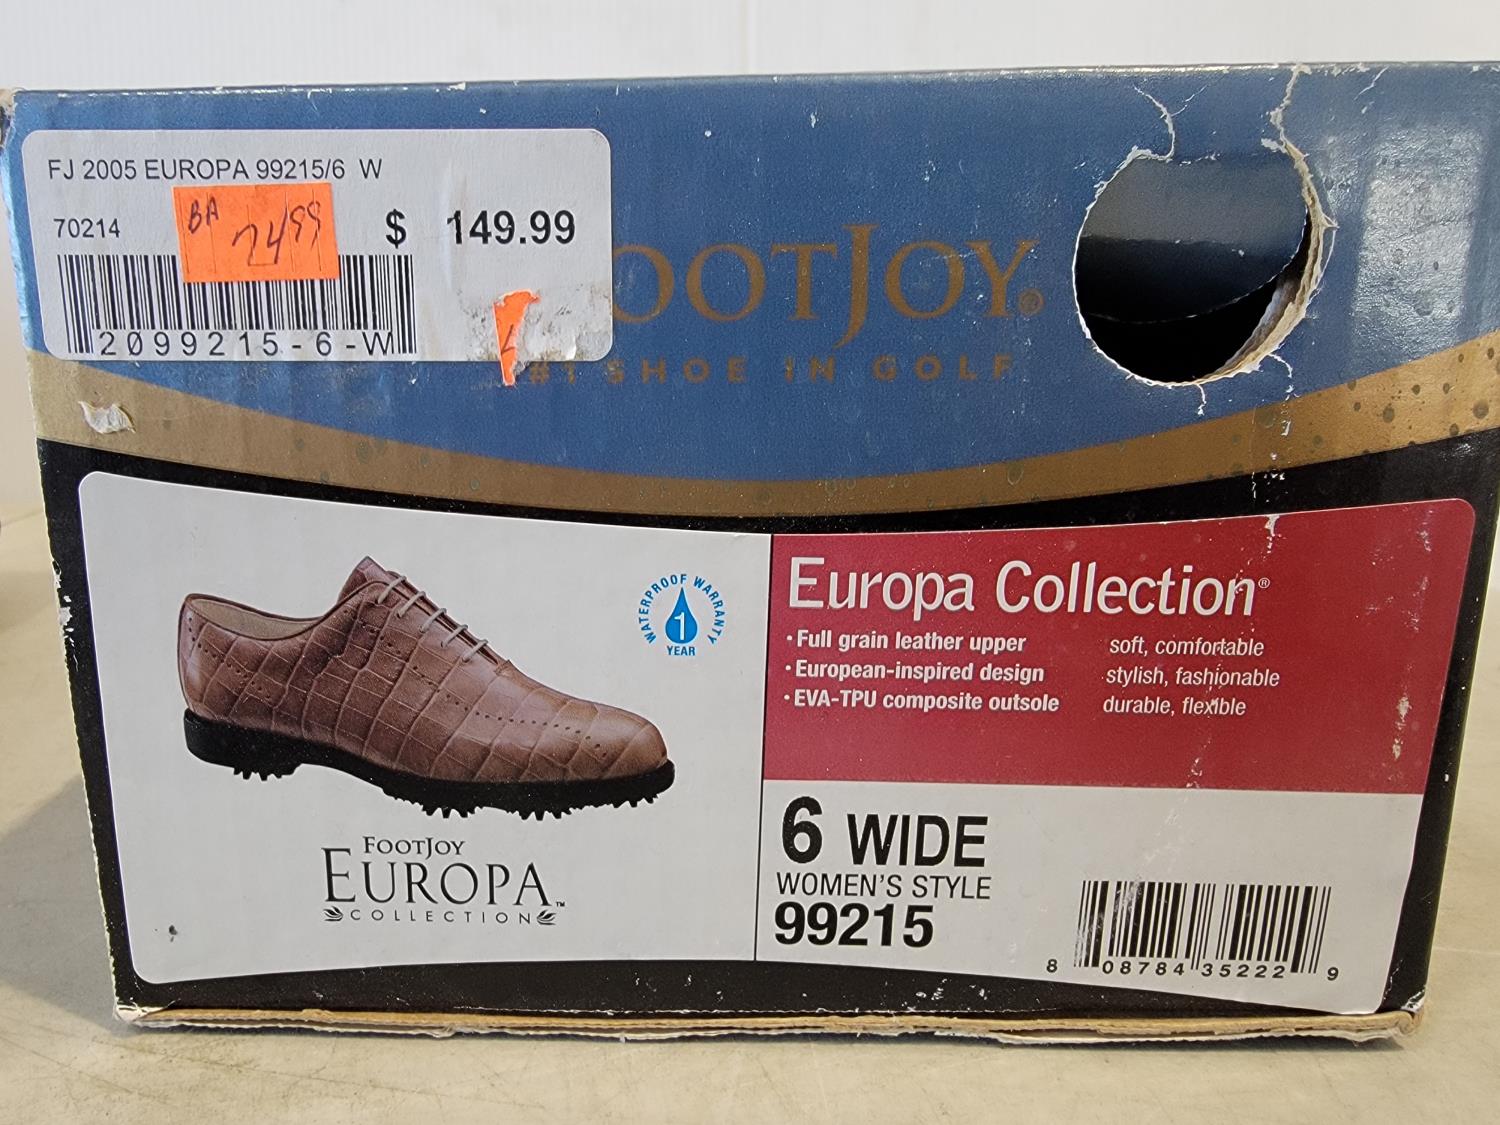 FJ 2005 EUROPA 99215/6 W
70214
BA 74.99
$ 149.99
2099215-6-W
OOTJOY®
#1 SHOE IN GOLF
WATERPROOF WARRANTY
1
YEAR
FOOTJOY
EUROPA™
COLLECTION
Europa Collection®
• Full grain leather upper soft, comfortable
• European-inspired design stylish, fashionable
• EVA-TPU composite outsole durable, flexible
6 WIDE
WOMEN'S STYLE
99215
8 08784 35222 9